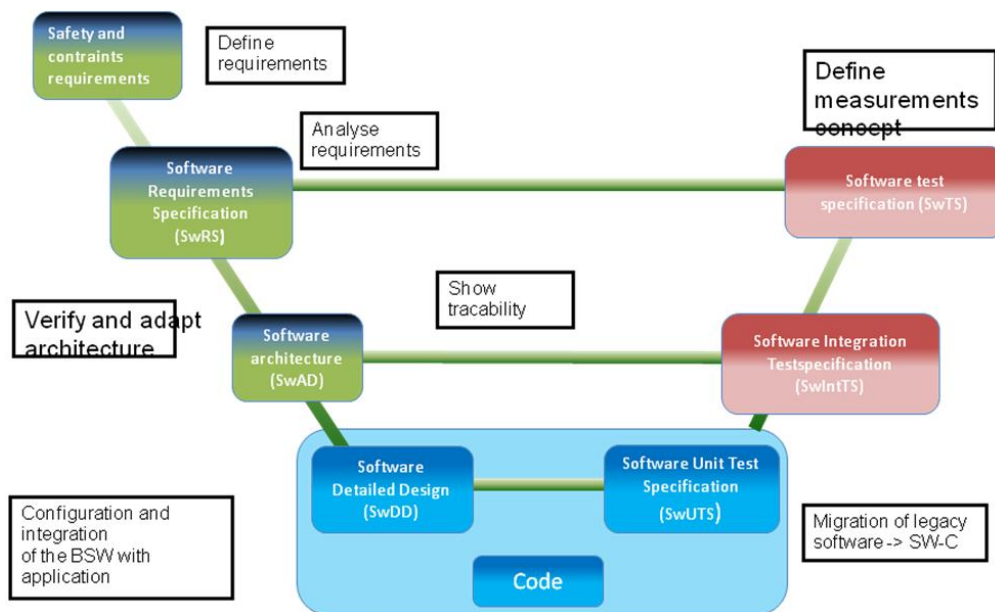 Safety and
contraints
requirements
Define
requirements
Define
measurements
concept
Analyse
requirements
Software
Requirements
Specification
(SwRS)
Software test
specification (SwTS)
Show
tracability
Verify and adapt
architecture
Software
architecture
(SwAD)
Software Integration
Testspecification
(SwIntTS)
Software
Detailed Design
(SwDD)
Software Unit Test
Specification
(SwUTS)
Configuration and
integration
of the BSW with
application
Migration of legacy
software -> SW-C
Code